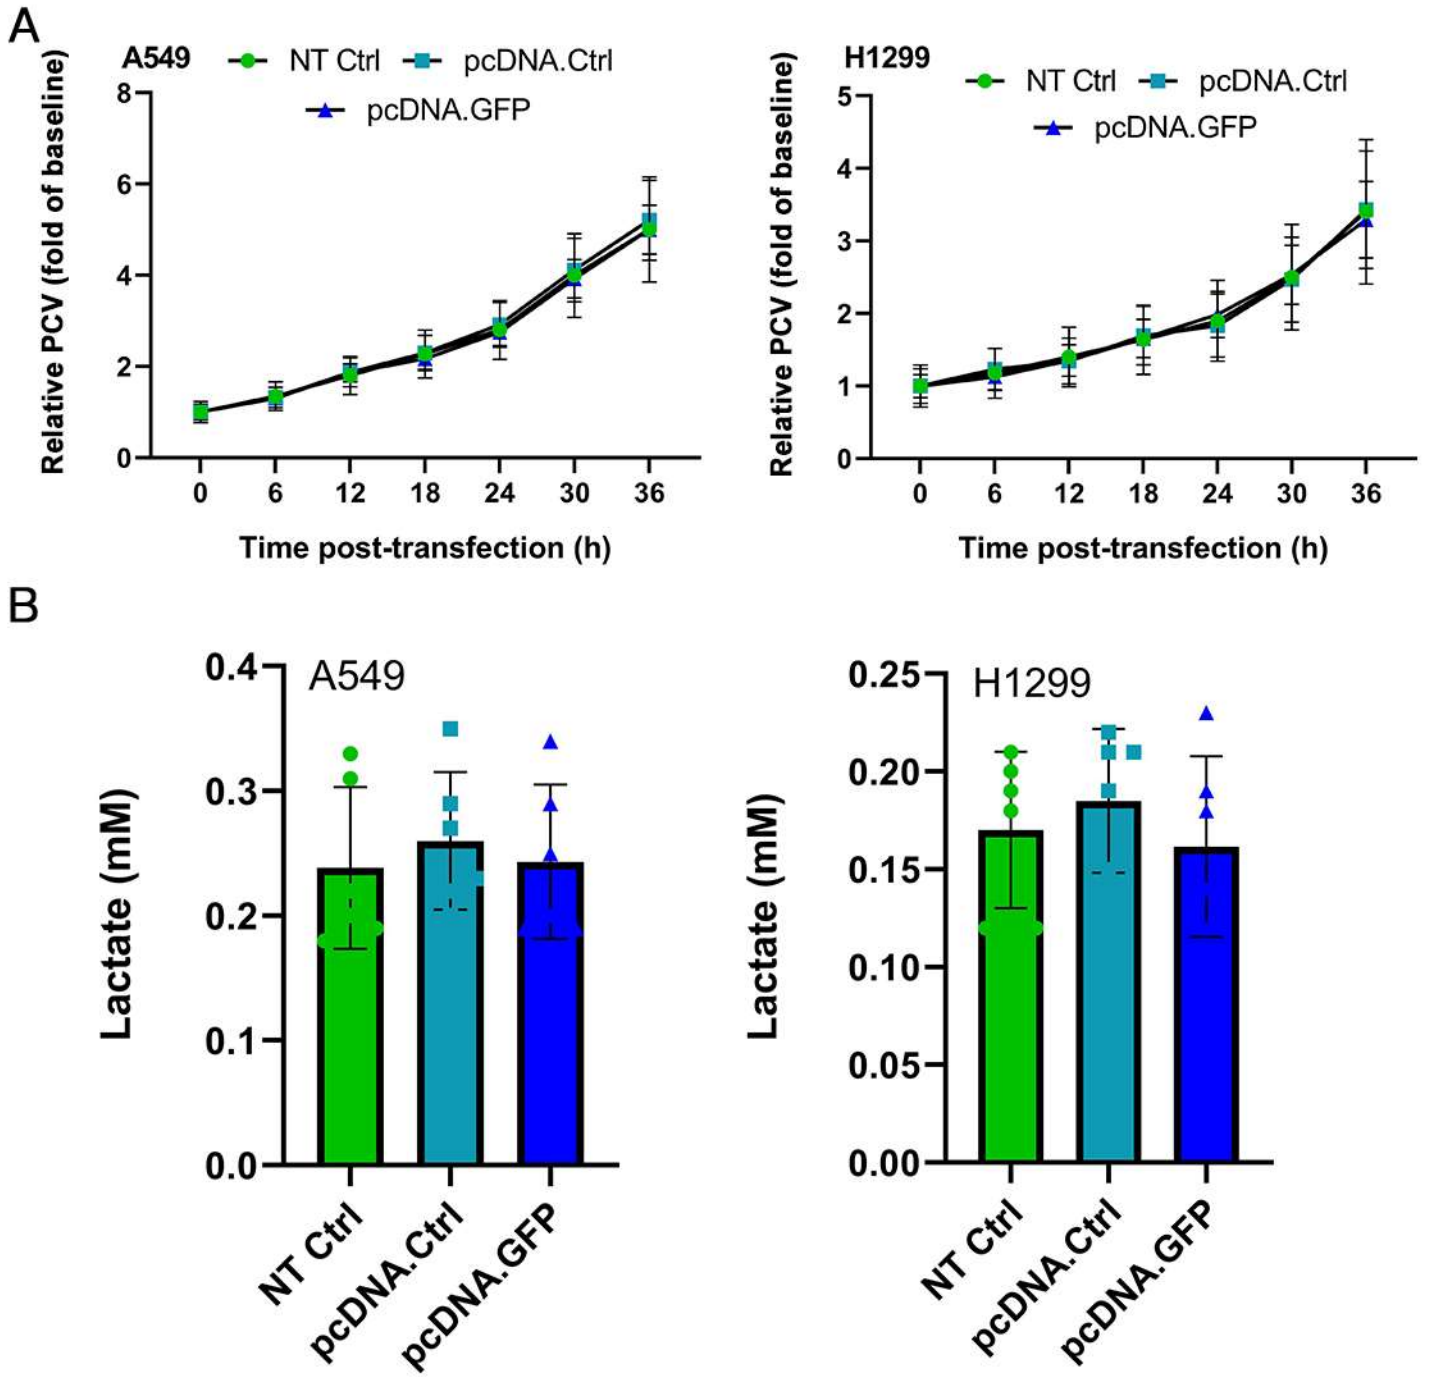 A
A549 NT Ctrl pcDNA.Ctrl
pcDNA.GFP
Relative PCV (fold of baseline)
8
6
4
2
0
0 6 12 18 24 30 36
Time post-transfection (h)
H1299 NT Ctrl pcDNA.Ctrl
pcDNA.GFP
Relative PCV (fold of baseline)
5
4
3
2
1
0
0 6 12 18 24 30 36
Time post-transfection (h)
B
A549
Lactate (mM)
0.4
0.3
0.2
0.1
0.0
NT Ctrl
pcDNA.Ctrl
pcDNA.GFP
H1299
Lactate (mM)
0.25
0.20
0.15
0.10
0.05
0.00
NT Ctrl
pcDNA.Ctrl
pcDNA.GFP